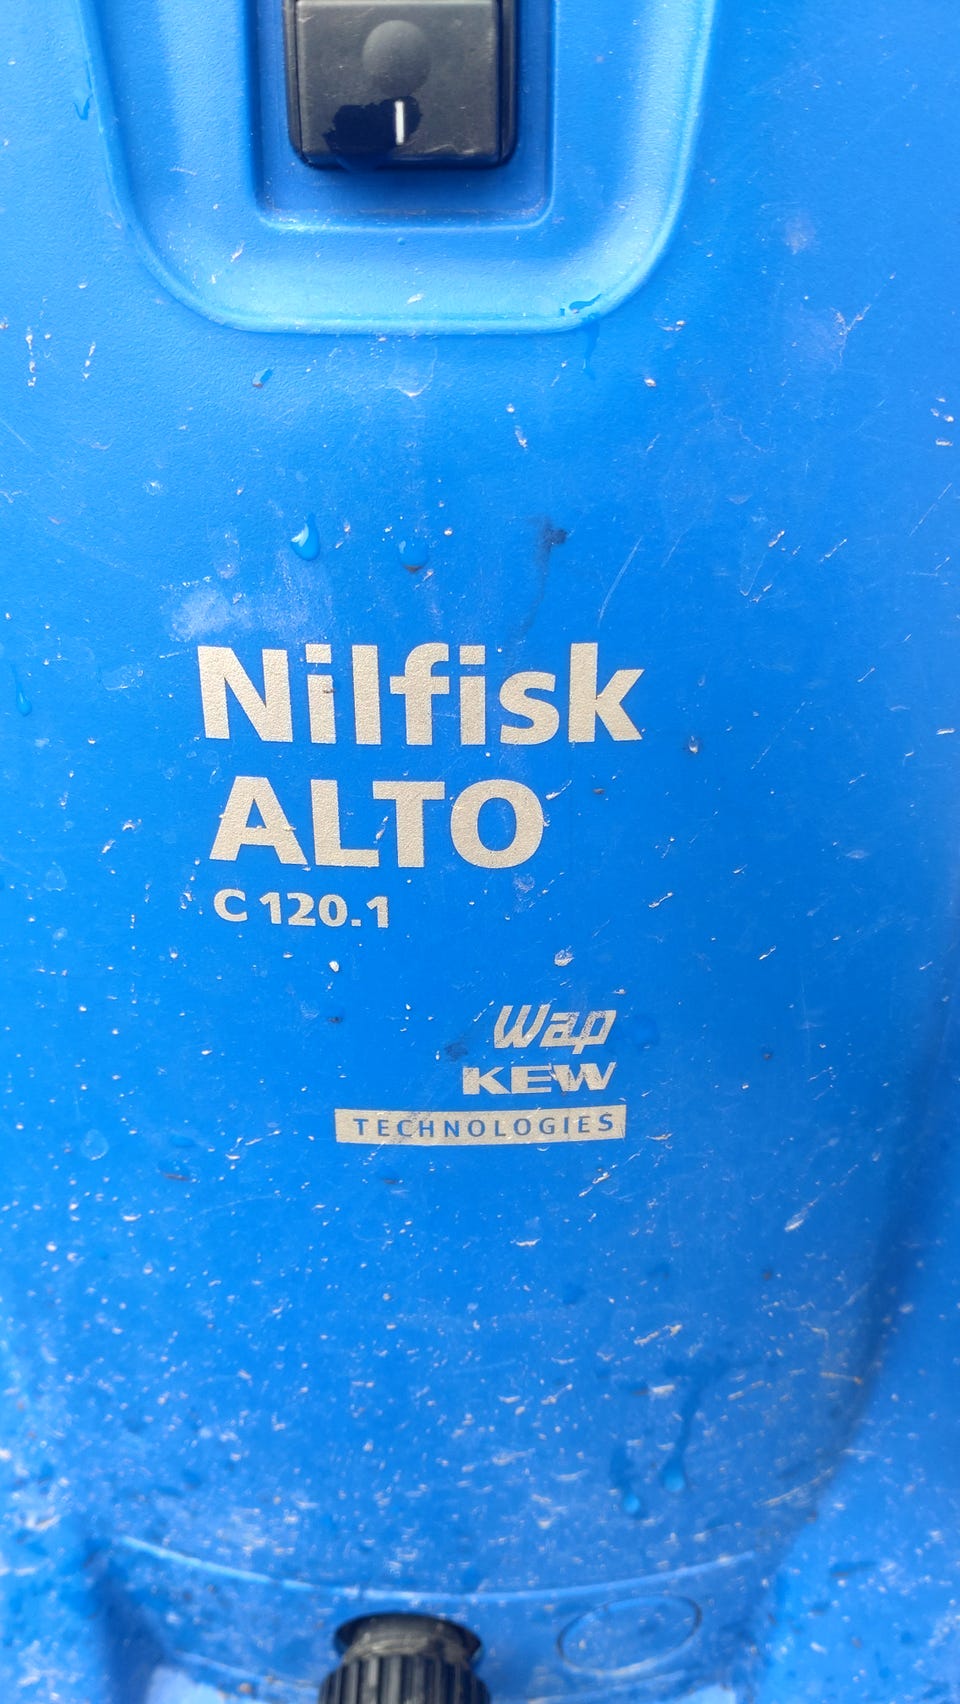 Nilfisk
ALTO
C 120.1
Wap
KEW
TECHNOLOGIES